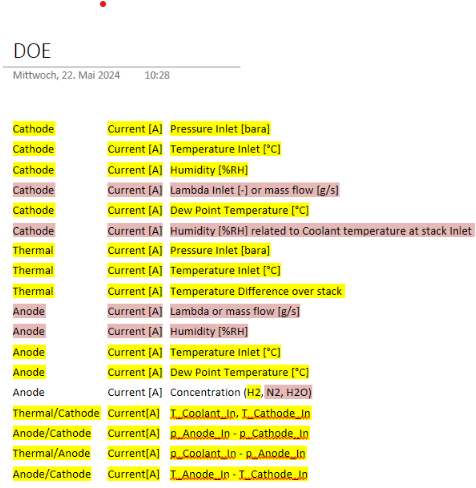 DOE
Mittwoch, 22. Mai 2024 10:28
Cathode Current [A] Pressure Inlet [bara]
Cathode Current [A] Temperature Inlet [°C]
Cathode Current [A] Humidity [%RH]
Cathode Current [A] Lambda Inlet [-] or mass flow [g/s]
Cathode Current [A] Dew Point Temperature [°C]
Cathode Current [A] Humidity [%RH] related to Coolant temperature at stack Inlet
Thermal Current [A] Pressure Inlet [bara]
Thermal Current [A] Temperature Inlet [°C]
Thermal Current [A] Temperature Difference over stack
Anode Current [A] Lambda or mass flow [g/s]
Anode Current [A] Humidity [%RH]
Anode Current [A] Temperature Inlet [°C]
Anode Current [A] Dew Point Temperature [°C]
Anode Current [A] Concentration (H2, N2, H2O)
Thermal/Cathode Current[A] T_Coolant_In, T_Cathode_In
Anode/Cathode Current[A] p_Anode_In - p_Cathode_In
Thermal/Anode Current[A] p_Coolant_In - p_Anode_In
Anode/Cathode Current[A] T_Anode_In - T_Cathode_In